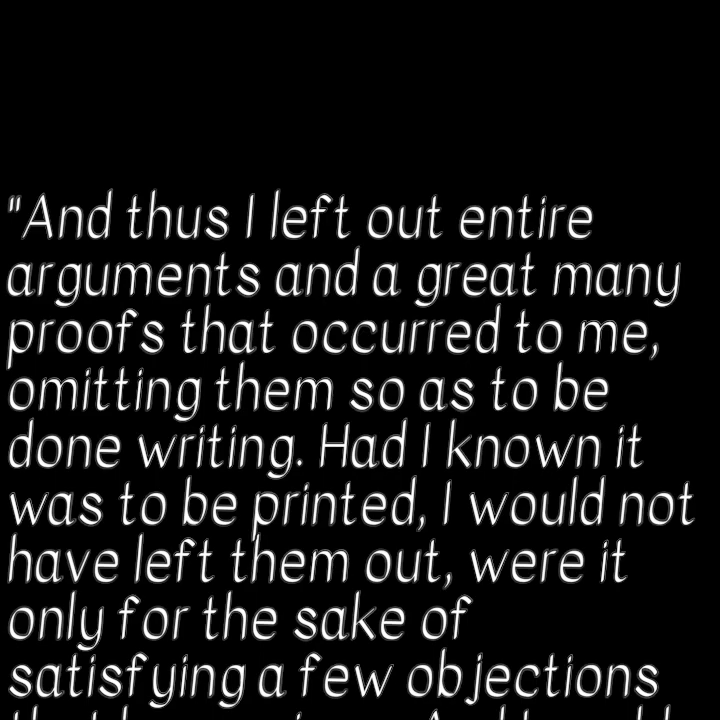 "And thus I left out entire
arguments and a great many
proofs that occurred to me,
omitting them so as to be
done writing. Had I known it
was to be printed, I would not
have left them out, were it
only for the sake of
satisfying a few objections